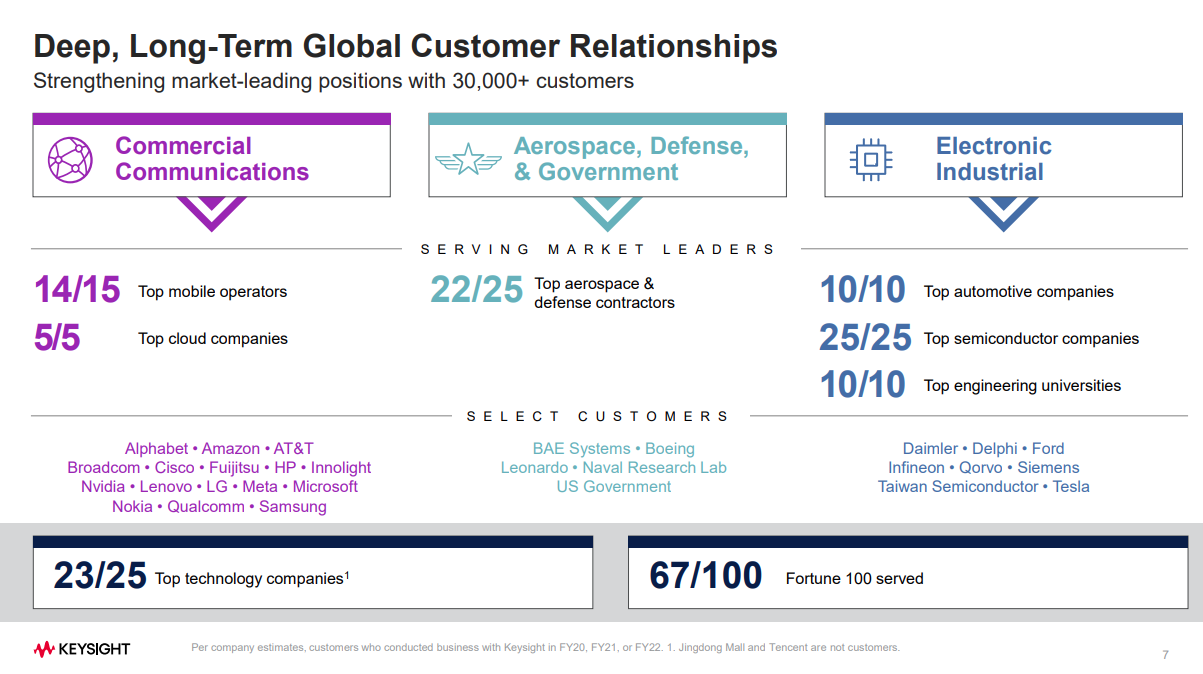 Deep, Long-Term Global Customer Relationships
Strengthening market-leading positions with 30,000+ customers
Commercial
Communications
Aerospace, Defense,
& Government
Electronic
Industrial
SERVING MARKET LEADERS
14/15 Top mobile operators
5/5 Top cloud companies
22/25 Top aerospace &
defense contractors
10/10 Top automotive companies
25/25 Top semiconductor companies
10/10 Top engineering universities
SELECT CUSTOMERS
Alphabet • Amazon • AT&T
Broadcom • Cisco • Fuijitsu • HP • Innolight
Nvidia • Lenovo • LG • Meta • Microsoft
Nokia • Qualcomm • Samsung
BAE Systems • Boeing
Leonardo • Naval Research Lab
US Government
Daimler • Delphi • Ford
Infineon • Qorvo • Siemens
Taiwan Semiconductor • Tesla
23/25 Top technology companies¹
67/100 Fortune 100 served
KEYSIGHT
Per company estimates, customers who conducted business with Keysight in FY20, FY21, or FY22. 1. Jingdong Mall and Tencent are not customers.
7